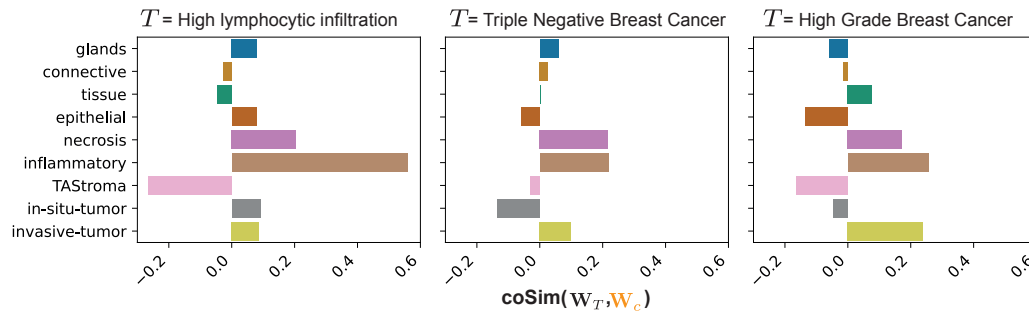 T = High lymphocytic infiltration
T = Triple Negative Breast Cancer
T = High Grade Breast Cancer
glands
connective
tissue
epithelial
necrosis
inflammatory
TAStroma
in-situ-tumor
invasive-tumor
−0.2 0.0 0.2 0.4 0.6
−0.2 0.0 0.2 0.4 0.6
−0.2 0.0 0.2 0.4 0.6
coSim(W_T,W_c)